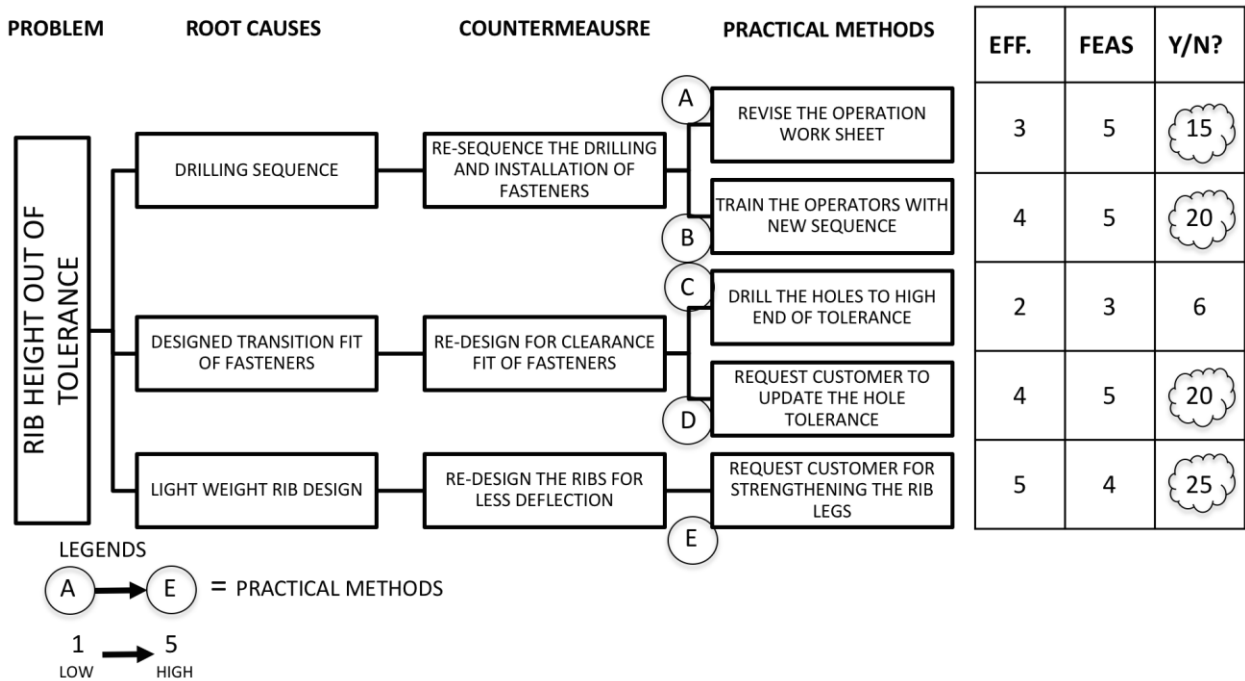 PROBLEM ROOT CAUSES COUNTERMEAUSRE PRACTICAL METHODS EFF. FEAS Y/N?
RIB HEIGHT OUT OF
TOLERANCE
DRILLING SEQUENCE
RE-SEQUENCE THE DRILLING
AND INSTALLATION OF
FASTENERS
A
REVISE THE OPERATION
WORK SHEET
3 5 15
B
TRAIN THE OPERATORS WITH
NEW SEQUENCE
4 5 20
DESIGNED TRANSITION FIT
OF FASTENERS
RE-DESIGN FOR CLEARANCE
FIT OF FASTENERS
C
DRILL THE HOLES TO HIGH
END OF TOLERANCE
2 3 6
D
REQUEST CUSTOMER TO
UPDATE THE HOLE
TOLERANCE
4 5 20
LIGHT WEIGHT RIB DESIGN
RE-DESIGN THE RIBS FOR
LESS DEFLECTION
E
REQUEST CUSTOMER FOR
STRENGTHENING THE RIB
LEGS
5 4 25
LEGENDS
A E = PRACTICAL METHODS
1 5
LOW HIGH